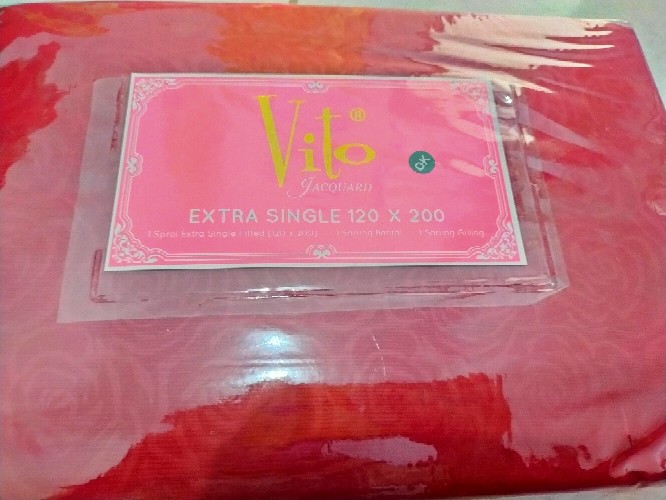 Vito®
JACQUARD
OK
EXTRA SINGLE 120 X 200
1 Sprei Extra Single Fitted (120 x 200) 1 Sarung Bantal 1 Sarung Guling